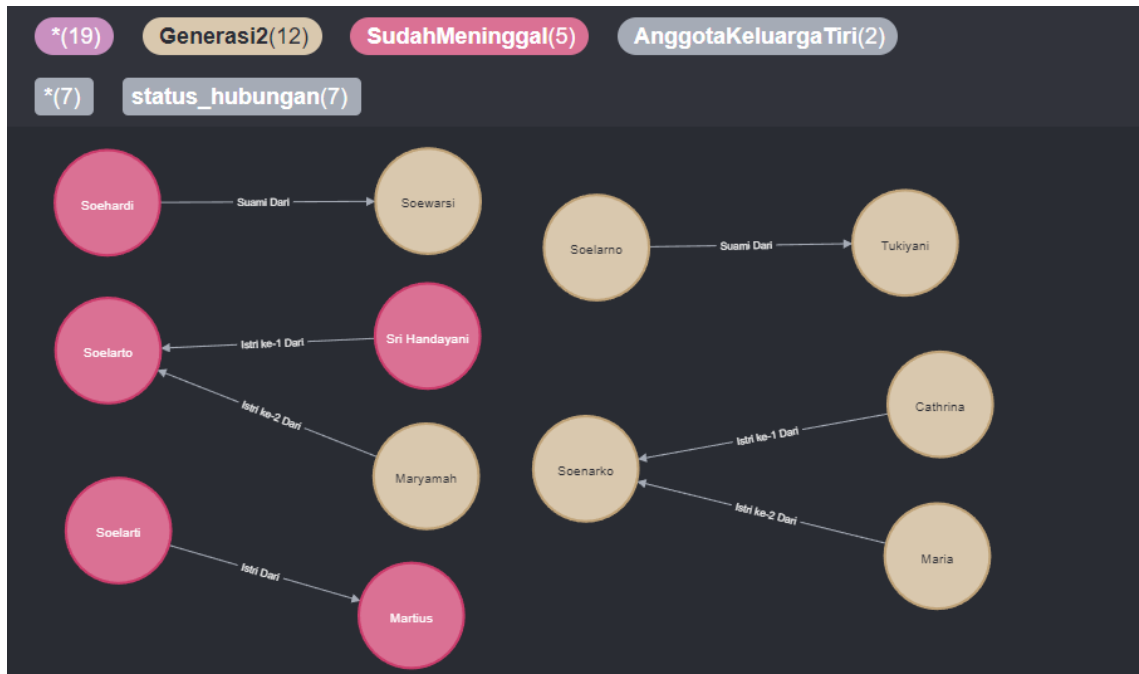 *(19) Generasi2(12) SudahMeninggal(5) AnggotaKeluargaTiri(2)
*(7) status_hubungan(7)
Soehardi Suami Dari Soewarsi
Soelarno Suami Dari Tukiyani
Soelarto Istri ke-1 Dari Sri Handayani
Istri ke-2 Dari Maryamah
Soenarko Istri ke-1 Dari Cathrina
Istri ke-2 Dari Maria
Soelarti Istri Dari Martius